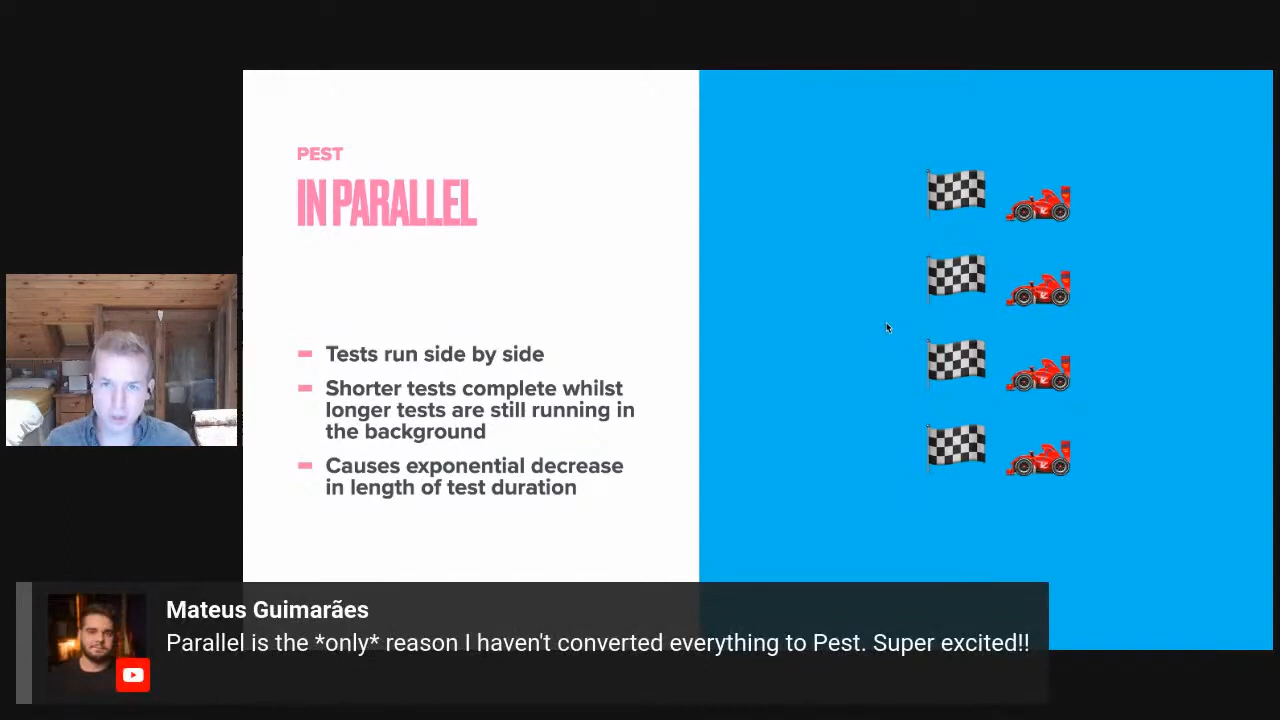 PEST
IN PARALLEL
Tests run side by side
Shorter tests complete whilst
longer tests are still running in
the background
Causes exponential decrease
in length of test duration
Mateus Guimarães
Parallel is the *only* reason I haven't converted everything to Pest. Super excited!!